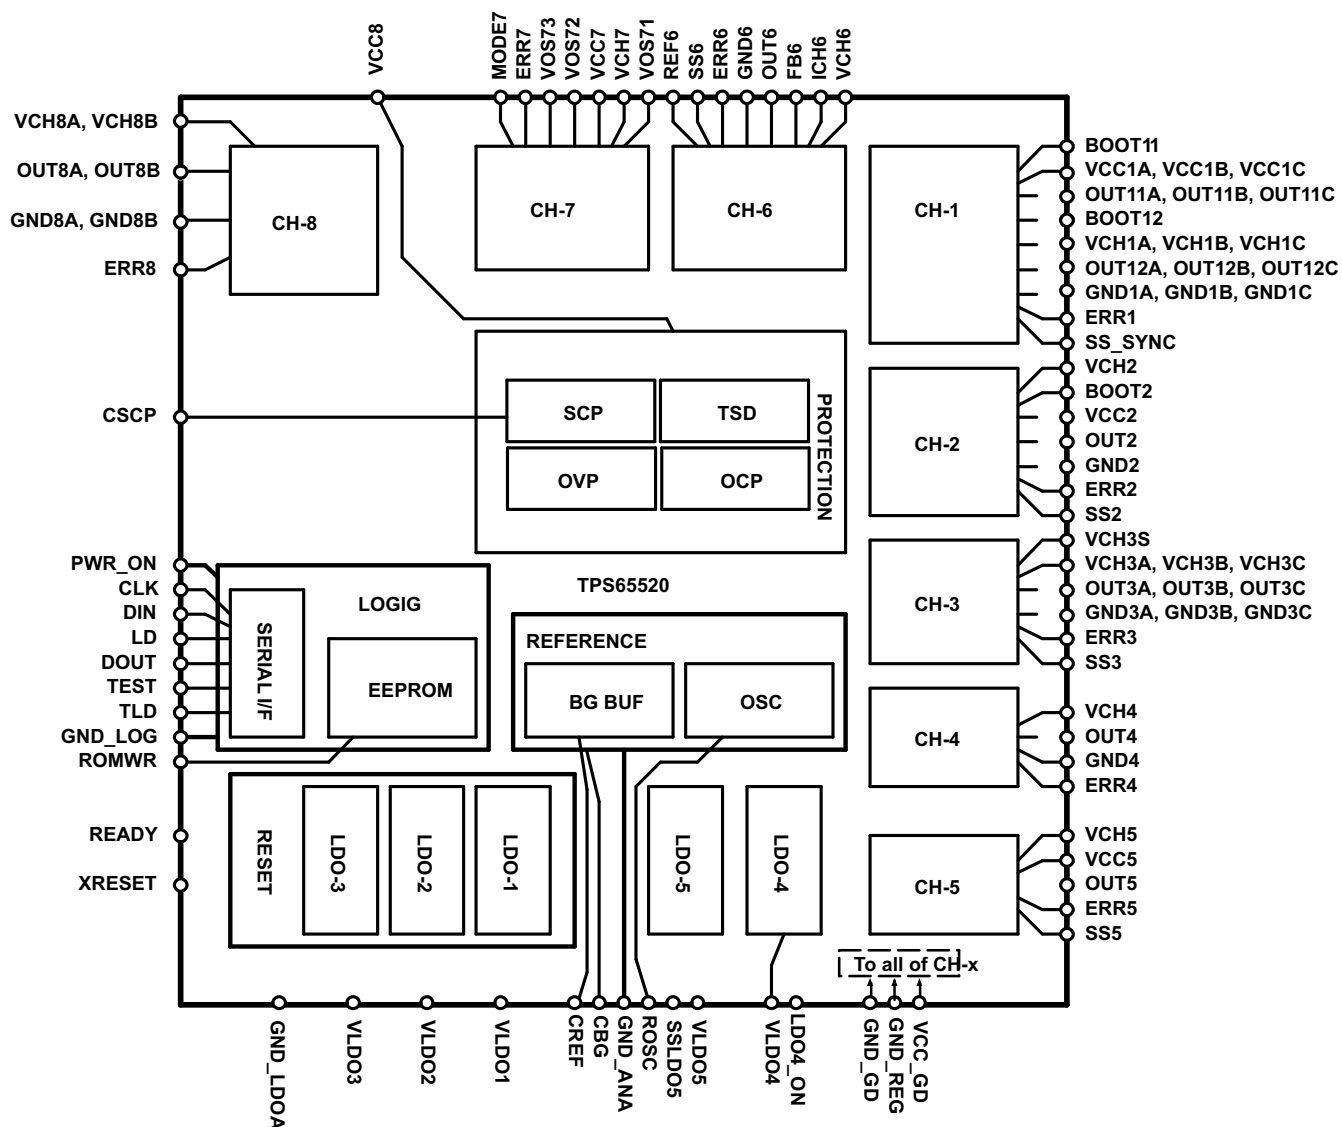 VCC8
MODE7
ERR7
VOS73
VOS72
VCC7
VCH7
VOS71
REF6
SS6
ERR6
GND6
OUT6
FB6
ICH6
VCH6
VCH8A, VCH8B
OUT8A, OUT8B
GND8A, GND8B
ERR8
CH-8
CH-7
CH-6
CH-1
BOOT11
VCC1A, VCC1B, VCC1C
OUT11A, OUT11B, OUT11C
BOOT12
VCH1A, VCH1B, VCH1C
OUT12A, OUT12B, OUT12C
GND1A, GND1B, GND1C
ERR1
SS_SYNC
CSCP
SCP
TSD
OVP
OCP
PROTECTION
CH-2
VCH2
BOOT2
VCC2
OUT2
GND2
ERR2
SS2
CH-3
VCH3S
VCH3A, VCH3B, VCH3C
OUT3A, OUT3B, OUT3C
GND3A, GND3B, GND3C
ERR3
SS3
PWR_ON
CLK
DIN
LD
DOUT
TEST
TLD
GND_LOG
ROMWR
SERIAL I/F
LOGIG
EEPROM
TPS65520
REFERENCE
BG BUF
OSC
CH-4
VCH4
OUT4
GND4
ERR4
READY
XRESET
RESET
LDO-3
LDO-2
LDO-1
LDO-5
LDO-4
CH-5
VCH5
VCC5
OUT5
ERR5
SS5
To all of CH-x
GND_LDOA
VLDO3
VLDO2
VLDO1
CREF
CBG
GND_ANA
ROSC
SSLDO5
VLDO5
VLDO4
LDO4_ON
GND_GD
GND_REG
VCC_GD